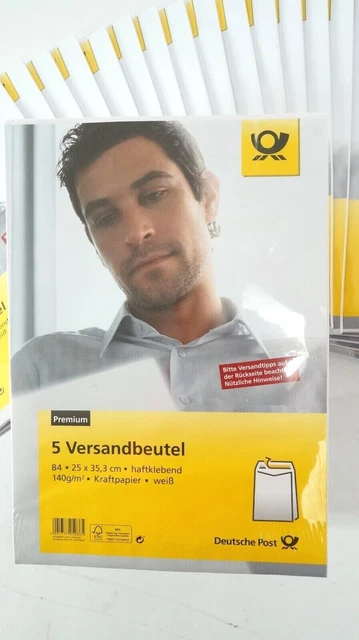 Bitte Versandtipps auf
der Rückseite beachten
Nützliche Hinweise!
Premium
5 Versandbeutel
B4 ▪ 25 x 35,3 cm ▪ haftklebend
140g/m² ▪ Kraftpapier ▪ weiß
FSC
Deutsche Post